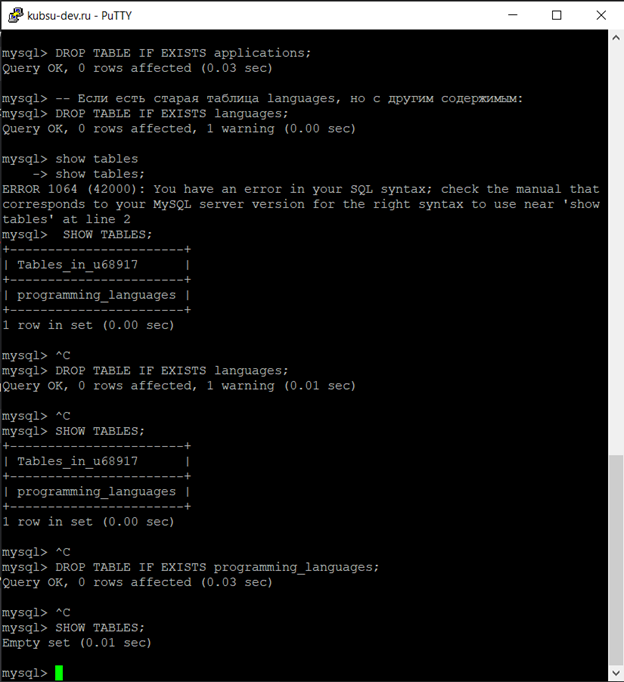 kubsu-dev.ru - PuTTY
mysql> DROP TABLE IF EXISTS applications;
Query OK, 0 rows affected (0.03 sec)
mysql> -- Если есть старая таблица languages, но с другим содержимым:
mysql> DROP TABLE IF EXISTS languages;
Query OK, 0 rows affected, 1 warning (0.00 sec)
mysql> show tables
    -> show tables;
ERROR 1064 (42000): You have an error in your SQL syntax; check the manual that
corresponds to your MySQL server version for the right syntax to use near 'show
tables' at line 2
mysql>  SHOW TABLES;
+-----------------------+
| Tables_in_u68917      |
+-----------------------+
| programming_languages |
+-----------------------+
1 row in set (0.00 sec)
mysql> ^C
mysql> DROP TABLE IF EXISTS languages;
Query OK, 0 rows affected, 1 warning (0.01 sec)
mysql> ^C
mysql> SHOW TABLES;
+-----------------------+
| Tables_in_u68917      |
+-----------------------+
| programming_languages |
+-----------------------+
1 row in set (0.00 sec)
mysql> ^C
mysql> DROP TABLE IF EXISTS programming_languages;
Query OK, 0 rows affected (0.03 sec)
mysql> ^C
mysql> SHOW TABLES;
Empty set (0.01 sec)
mysql>